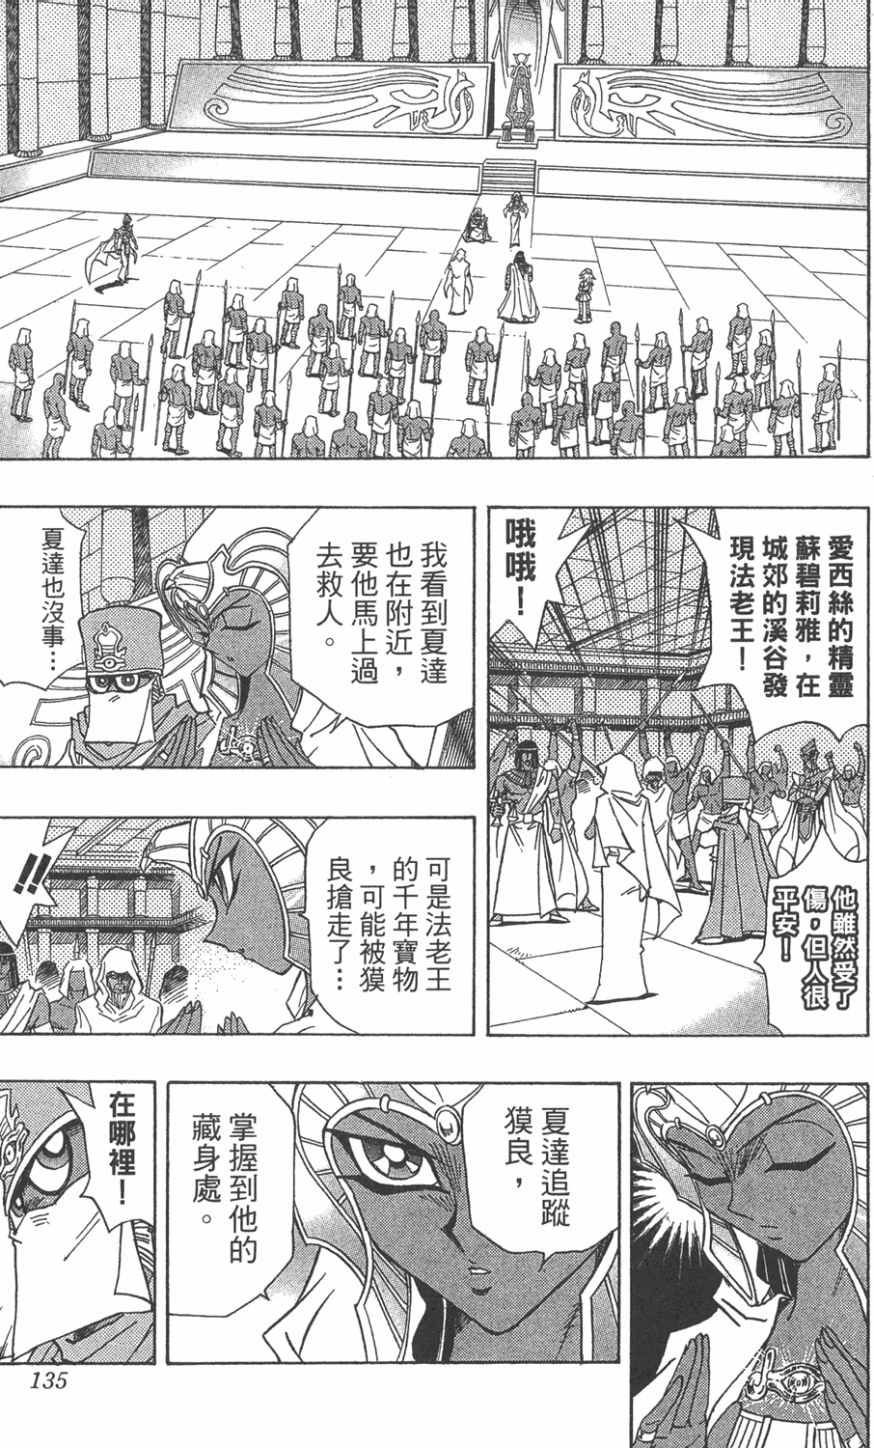 愛西絲的精靈
蘇碧莉雅，在
城郊的溪谷發
現法老王！
哦哦！
他雖然受了
傷，但人很
平安！
我看到夏達
也在附近，
要他馬上過
去救人。
夏達也沒事…
可是法老王
的千年寶物
，可能被獏
良搶走了…
!!
夏達追蹤
獏良，
掌握到他的
藏身處。
在哪裡！
135